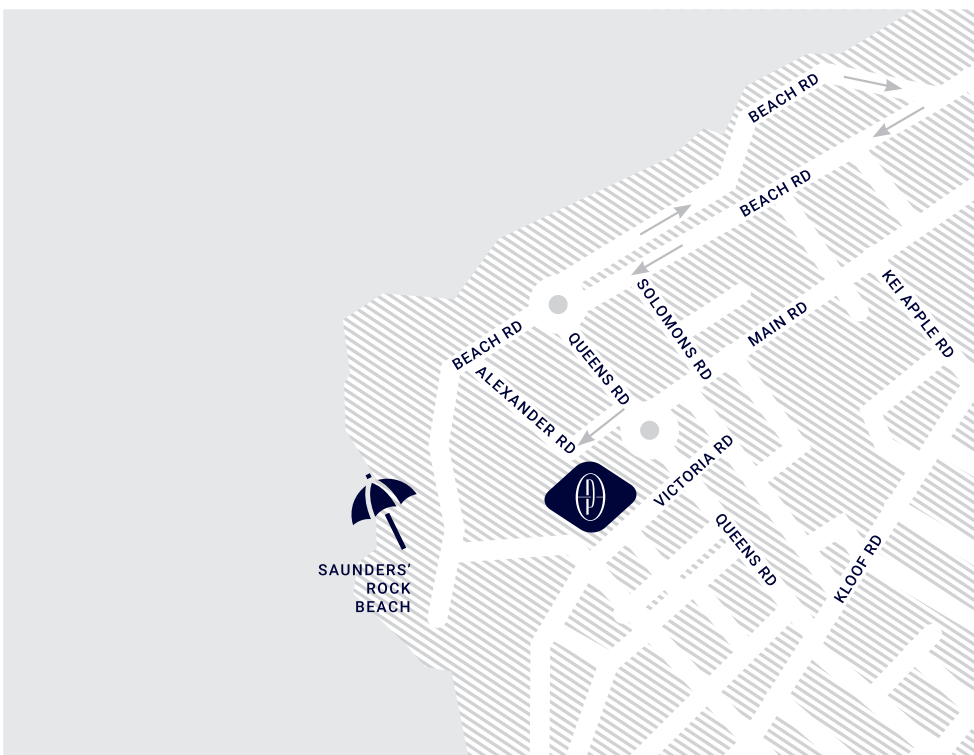 BEACH RD
BEACH RD
KEI APPLE RD
SOLOMONS RD
MAIN RD
BEACH RD
QUEENS RD
ALEXANDER RD
VICTORIA RD
QUEENS RD
KLOOF RD
SAUNDERS’
ROCK
BEACH